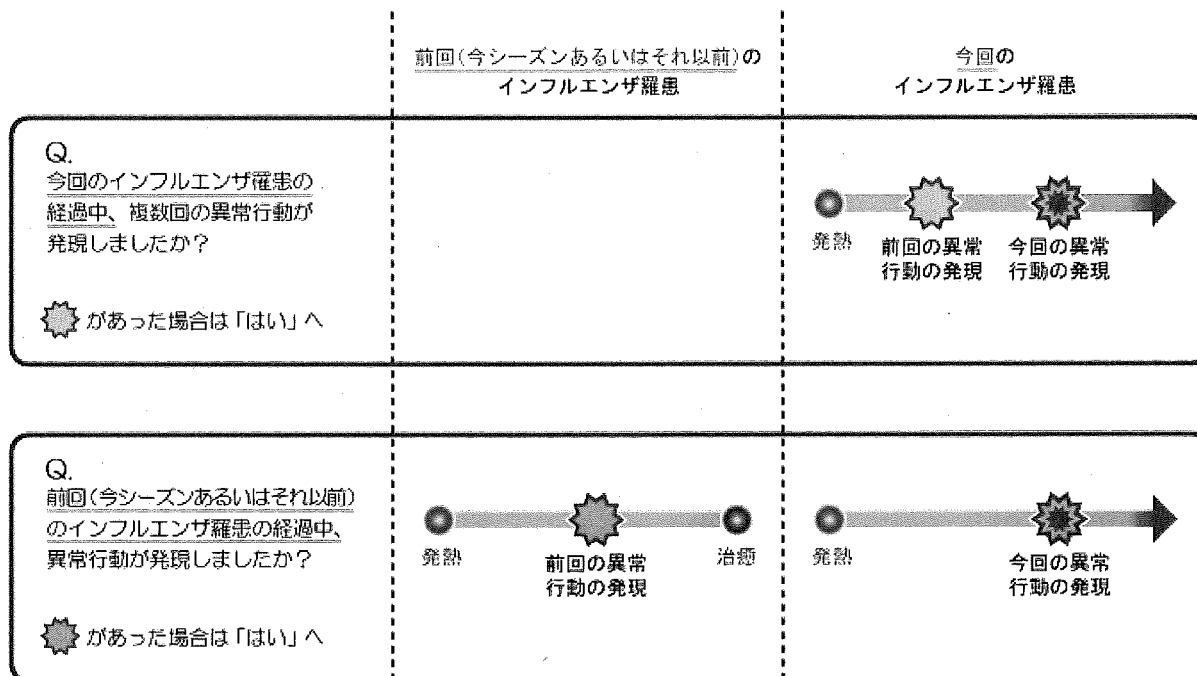 前回(今シーズンあるいはそれ以前)の
インフルエンザ罹患
今回の
インフルエンザ罹患
Q.
今回のインフルエンザ罹患の
経過中、複数回の異常行動が
発現しましたか？
があった場合は「はい」へ
発熱
前回の異常
行動の発現
今回の異常
行動の発現
Q.
前回(今シーズンあるいはそれ以前)
のインフルエンザ罹患の経過中、
異常行動が発現しましたか？
があった場合は「はい」へ
発熱
前回の異常
行動の発現
治癒
発熱
今回の異常
行動の発現